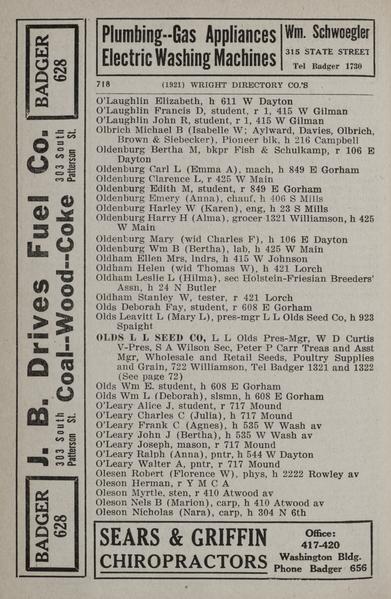 Plumbing--Gas Appliances
Electric Washing Machines
Wm. Schwoegler
315 STATE STREET
Tel Badger 1730
BADGER
628
J. B. Drives Fuel Co.
303 South
Patterson St.
Coal--Wood--Coke
303 South
Patterson St.
BADGER
628
718 (1921) WRIGHT DIRECTORY CO.'S
O'Laughlin Elizabeth, h 611 W Dayton
O'Laughlin Francis D, student, r 1, 415 W Gilman
O'Laughlin John R, student, r 1, 415 W Gilman
Olbrich Michael B (Isabelle W; Aylward, Davies, Olbrich,
Brown & Siebecker), Pioneer blk, h 216 Campbell
Oldenburg Bertha M, bkpr Fish & Schulkamp, r 106 E
Dayton
Oldenburg Carl L (Emma A), mach, h 849 E Gorham
Oldenburg Clarence L, r 425 W Main
Oldenburg Edith M, student, r 849 E Gorham
Oldenburg Emery (Anna), chauf, h 406 S Mills
Oldenburg Harley W (Karen), eng, h 23 S Mills
Oldenburg Harry H (Alma), grocer 1321 Williamson, h 425
W Main
Oldenburg Mary (wid Charles F), h 106 E Dayton
Oldenburg Wm B (Bertha), lab, h 425 W Main
Oldham Ellen Mrs, lndrs, h 415 W Johnson
Oldham Helen (wid Thomas W), h 421 Lorch
Oldham Leslie L (Hilma), sec Holstein-Friesian Breeders'
Assn, h 24 N Butler
Oldham Stanley W, tester, r 421 Lorch
Olds Deborah Fay, student, r 608 E Gorham
Olds Leavitt L (Mary L), pres-mgr L L Olds Seed Co, h 923
Spaight
OLDS L L SEED CO, L L Olds Pres-Mgr, W D Curtis
V-Pres, S A Wilson Sec, Peter P Carr Treas and Asst
Mgr, Wholesale and Retail Seeds, Poultry Supplies
and Grain, 722 Williamson, Tel Badger 1321 and 1322
(See page 72)
Olds Wm E. student, h 608 E Gorham
Olds Wm L (Deborah), slsmn, h 608 E Gorham
O'Leary Alice J, student, r 717 Mound
O'Leary Charles C (Julia), h 717 Mound
O'Leary Frank C (Agnes), h 535 W Wash av
O'Leary John J (Bertha), h 535 W Wash av
O'Leary Joseph, mason, r 717 Mound
O'Leary Ralph (Anna), pntr, h 544 W Dayton
O'Leary Walter A, pntr, r 717 Mound
Olesen Robert (Florence W), phys, h 2222 Rowley av
Oleson Herman, r Y M C A
Oleson Myrtle, sten, r 410 Atwood av
Oleson Nels B (Marion), carp, h 410 Atwood av
Oleson Nicholas (Nara), carp, h 304 N 6th
SEARS & GRIFFIN
CHIROPRACTORS
Office:
417-420
Washington Bldg.
Phone Badger 656